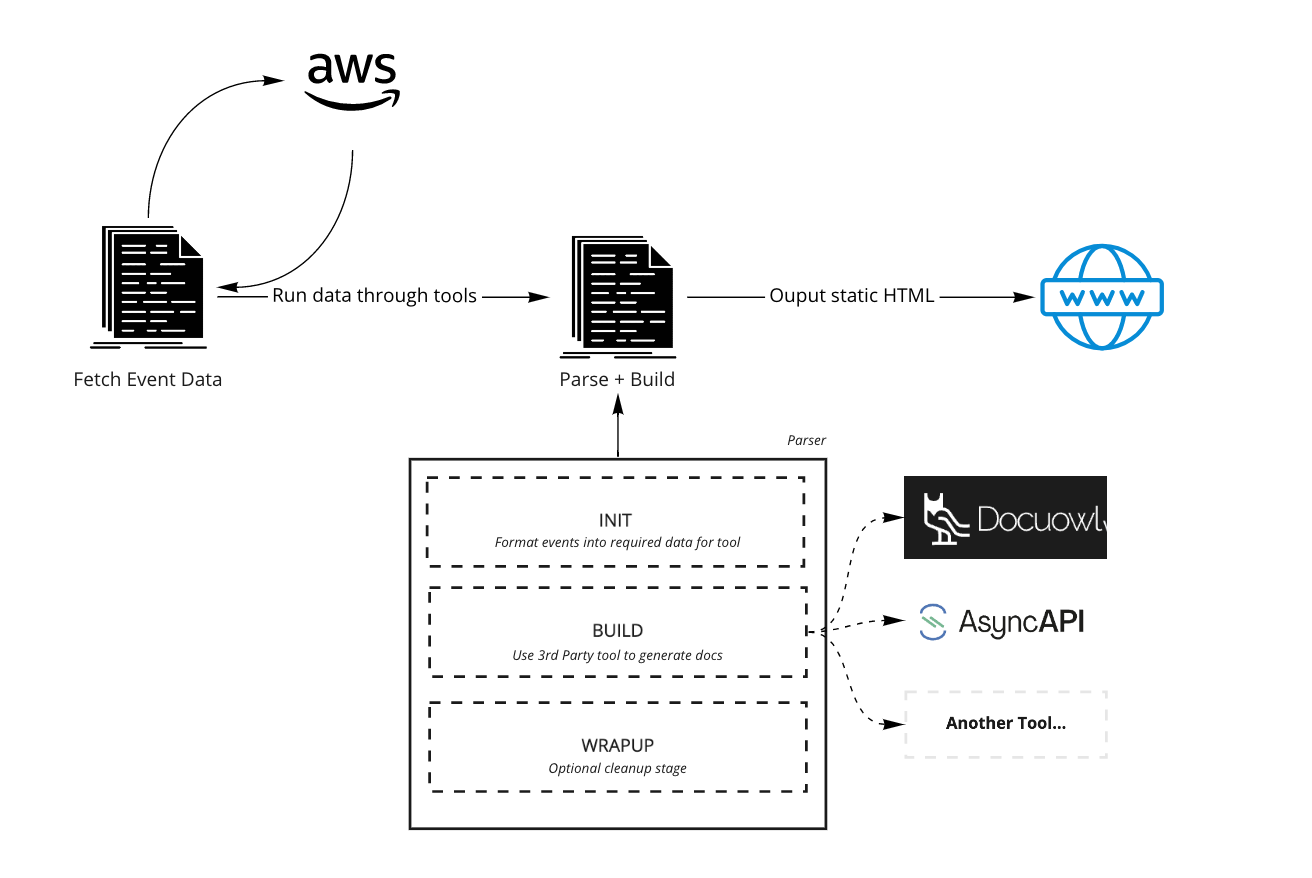 aws
Run data through tools
Ouput static HTML
www
Fetch Event Data
Parse + Build
Parser
INIT
Format events into required data for tool
Docuowl
BUILD
Use 3rd Party tool to generate docs
AsyncAPI
WRAPUP
Optional cleanup stage
Another Tool...